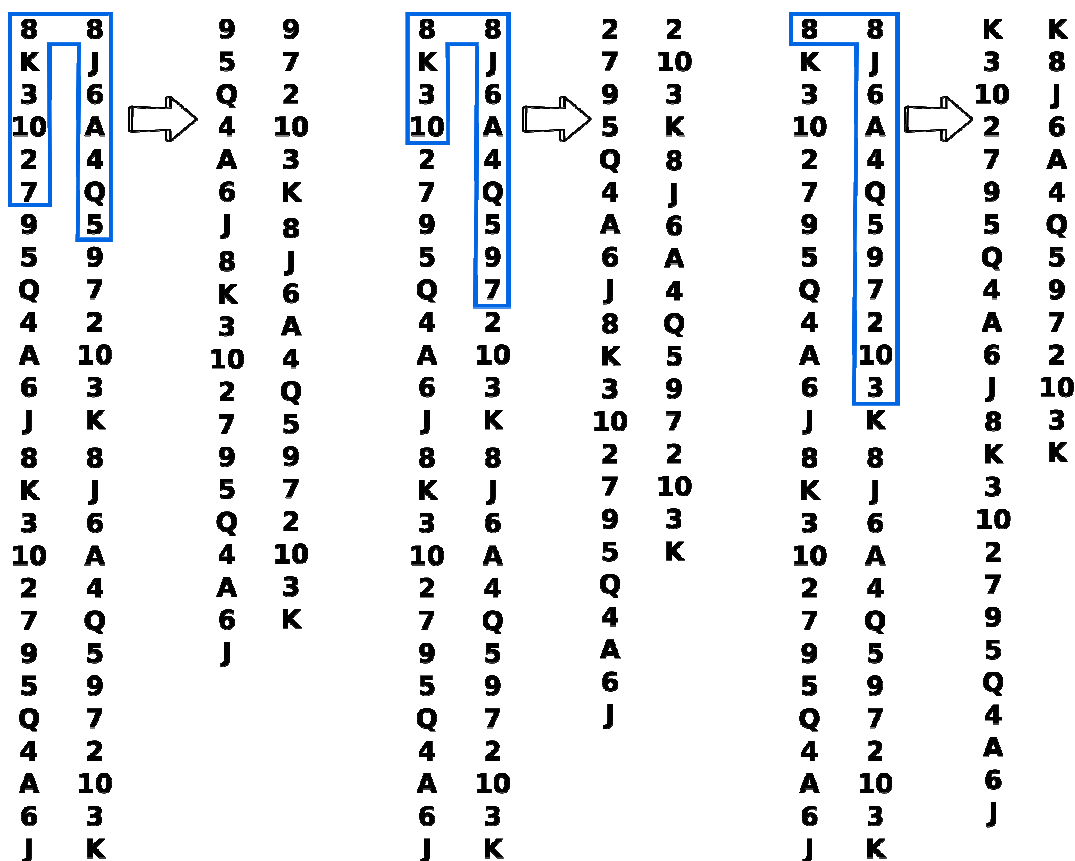 8 8
K J
3 6
10 A
2 4
7 Q
9 5
5 9
Q 7
4 2
A 10
6 3
J K
8 8
K J
3 6
10 A
2 4
7 Q
9 5
5 9
Q 7
4 2
A 10
6 3
J K
9 9
5 7
Q 2
4 10
A 3
6 K
J 8
8 J
K 6
3 A
10 4
2 Q
7 5
9 9
5 7
Q 2
4 10
A 3
6 K
J
8 8
K J
3 6
10 A
2 4
7 Q
9 5
5 9
Q 7
4 2
A 10
6 3
J K
8 8
K J
3 6
10 A
2 4
7 Q
9 5
5 9
Q 7
4 2
A 10
6 3
J K
2 2
7 10
9 3
5 K
Q 8
4 J
A 6
6 A
J 4
8 Q
K 5
3 9
10 7
2 2
7 10
9 3
5 K
Q
4
A
6
J
8 8
K J
3 6
10 A
2 4
7 Q
9 5
5 9
Q 7
4 2
A 10
6 3
J K
8 8
K J
3 6
10 A
2 4
7 Q
9 5
5 9
Q 7
4 2
A 10
6 3
J K
K K
3 8
10 J
2 6
7 A
9 4
5 Q
Q 5
4 9
A 7
6 2
J 10
8 3
K K
3
10
2
7
9
5
Q
4
A
6
J